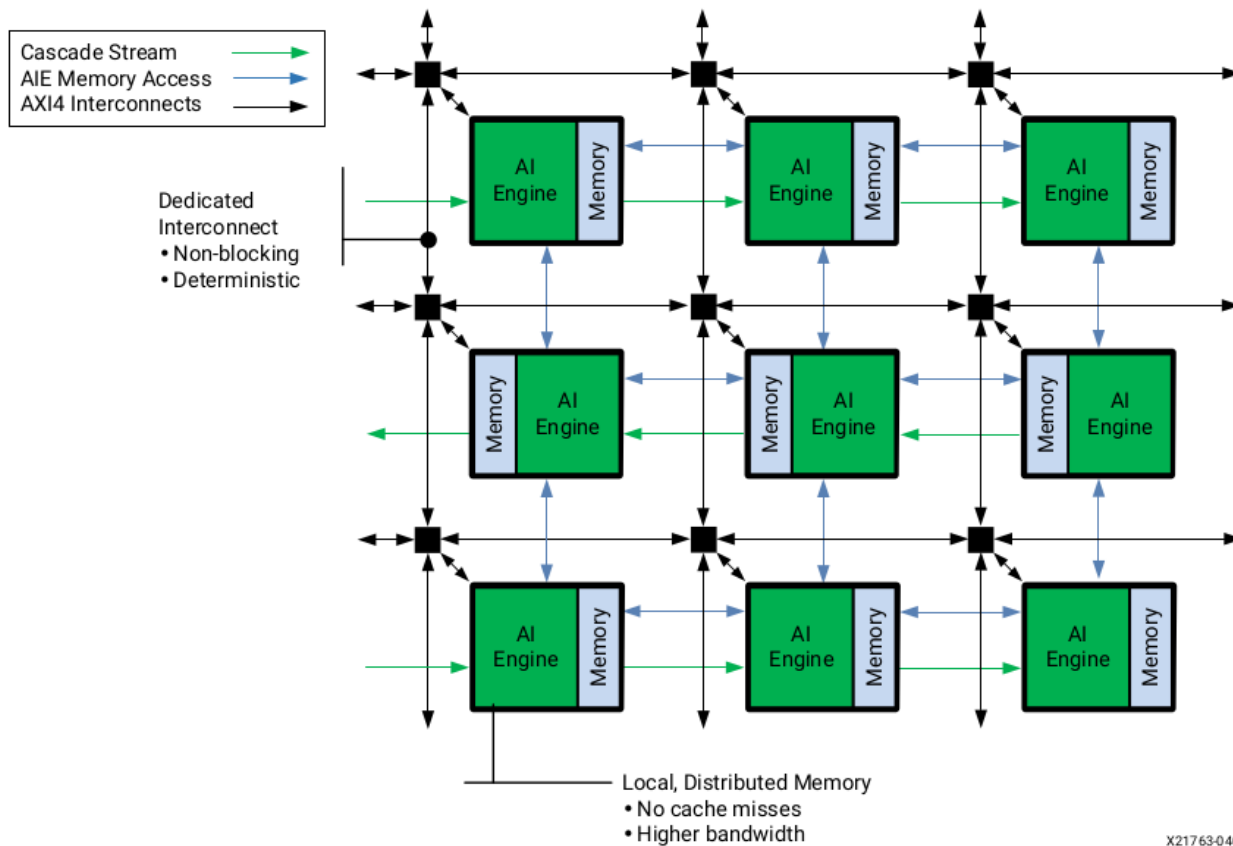 Cascade Stream
AIE Memory Access
AXI4 Interconnects
AI
Engine
Memory
AI
Engine
Memory
AI
Engine
Memory
Dedicated
Interconnect
• Non-blocking
• Deterministic
Memory
AI
Engine
Memory
AI
Engine
Memory
AI
Engine
AI
Engine
Memory
AI
Engine
Memory
AI
Engine
Memory
Local, Distributed Memory
• No cache misses
• Higher bandwidth